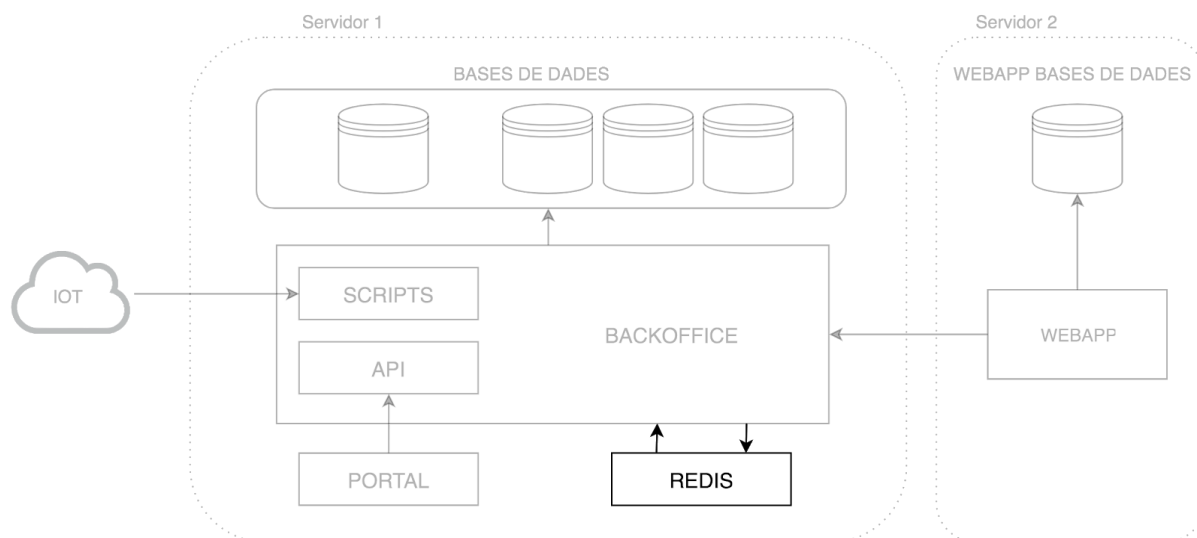 Servidor 1
Servidor 2
BASES DE DADES
WEBAPP BASES DE DADES
IOT
SCRIPTS
BACKOFFICE
WEBAPP
API
PORTAL
REDIS